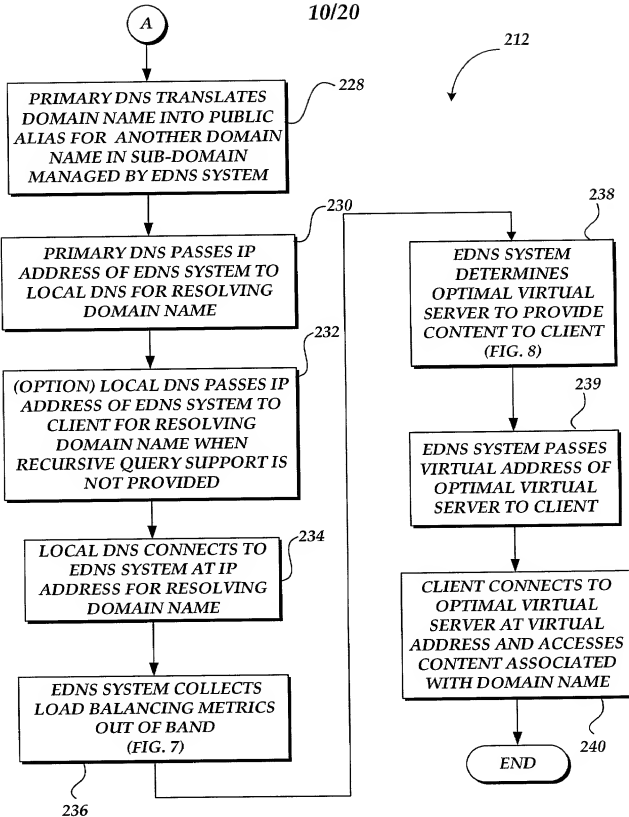 10/20
212
A
PRIMARY DNS TRANSLATES
DOMAIN NAME INTO PUBLIC
ALIAS FOR ANOTHER DOMAIN
NAME IN SUB-DOMAIN
MANAGED BY EDNS SYSTEM
228
PRIMARY DNS PASSES IP
ADDRESS OF EDNS SYSTEM TO
LOCAL DNS FOR RESOLVING
DOMAIN NAME
230
(OPTION) LOCAL DNS PASSES IP
ADDRESS OF EDNS SYSTEM TO
CLIENT FOR RESOLVING
DOMAIN NAME WHEN
RECURSIVE QUERY SUPPORT IS
NOT PROVIDED
232
LOCAL DNS CONNECTS TO
EDNS SYSTEM AT IP
ADDRESS FOR RESOLVING
DOMAIN NAME
234
EDNS SYSTEM COLLECTS
LOAD BALANCING METRICS
OUT OF BAND
(FIG. 7)
236
238
EDNS SYSTEM
DETERMINES
OPTIMAL VIRTUAL
SERVER TO PROVIDE
CONTENT TO CLIENT
(FIG. 8)
239
EDNS SYSTEM PASSES
VIRTUAL ADDRESS OF
OPTIMAL VIRTUAL
SERVER TO CLIENT
CLIENT CONNECTS TO
OPTIMAL VIRTUAL
SERVER AT VIRTUAL
ADDRESS AND ACCESSES
CONTENT ASSOCIATED
WITH DOMAIN NAME
240
END